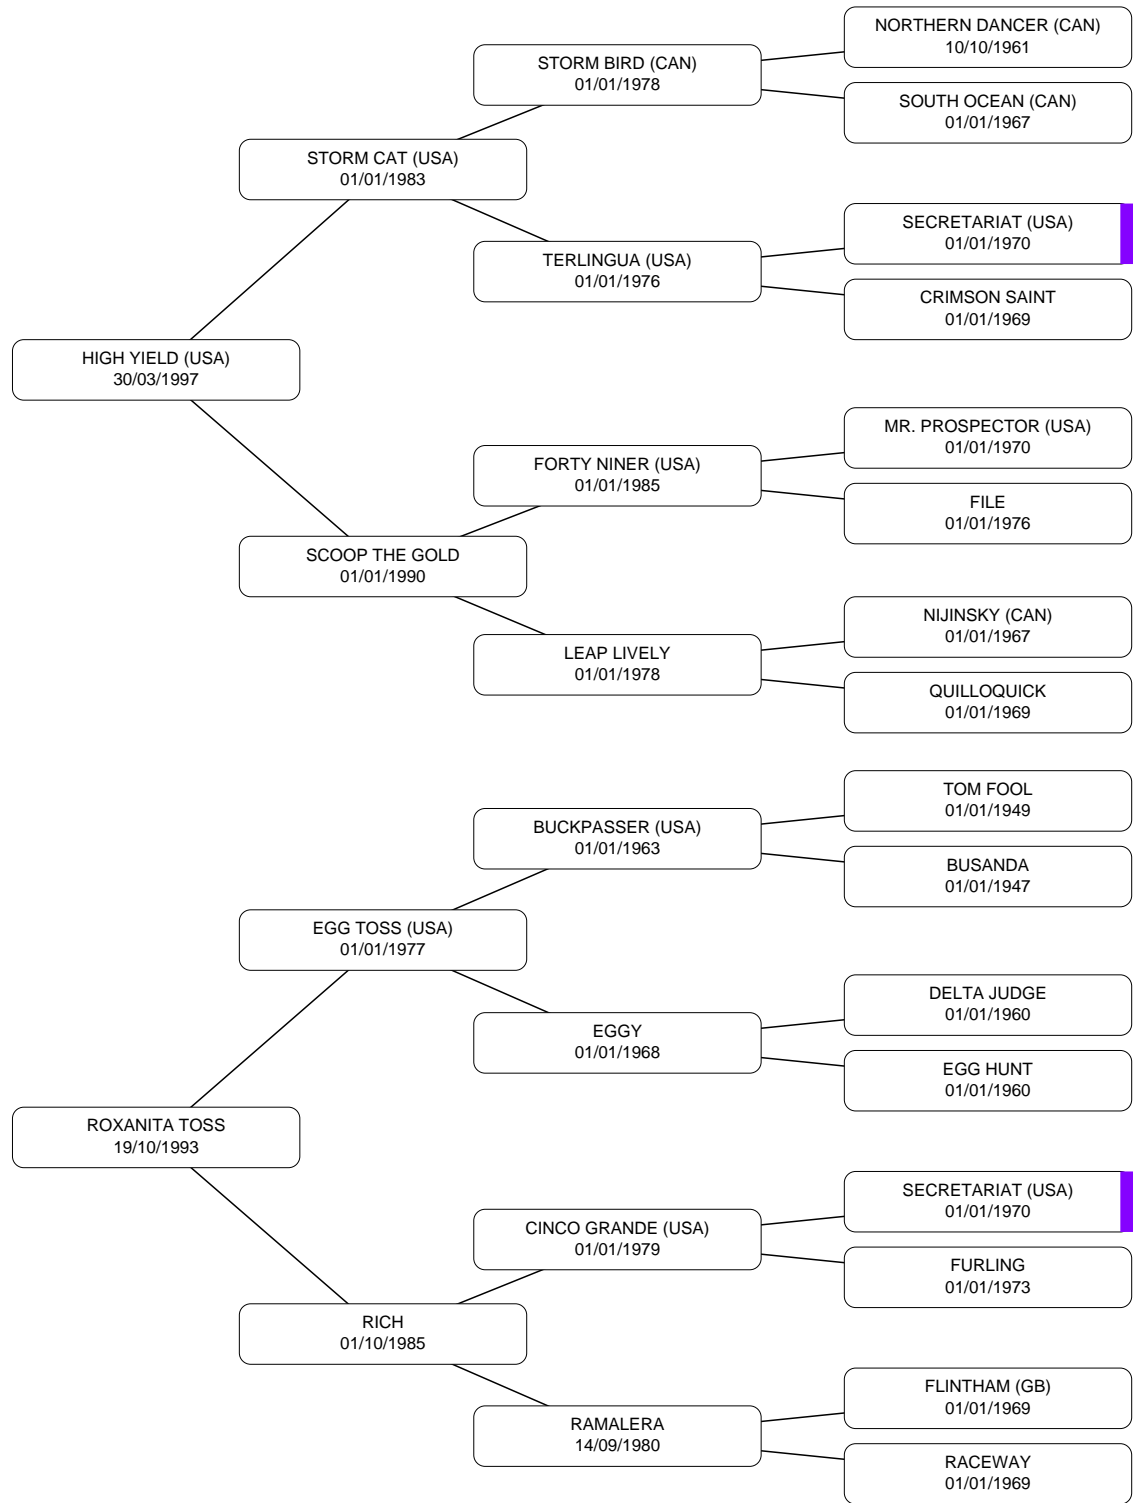 NORTHERN DANCER (CAN)
10/10/1961
STORM BIRD (CAN)
01/01/1978
SOUTH OCEAN (CAN)
01/01/1967
STORM CAT (USA)
01/01/1983
SECRETARIAT (USA)
01/01/1970
TERLINGUA (USA)
01/01/1976
CRIMSON SAINT
01/01/1969
HIGH YIELD (USA)
30/03/1997
MR. PROSPECTOR (USA)
01/01/1970
FORTY NINER (USA)
01/01/1985
FILE
01/01/1976
SCOOP THE GOLD
01/01/1990
NIJINSKY (CAN)
01/01/1967
LEAP LIVELY
01/01/1978
QUILLOQUICK
01/01/1969
TOM FOOL
01/01/1949
BUCKPASSER (USA)
01/01/1963
BUSANDA
01/01/1947
EGG TOSS (USA)
01/01/1977
DELTA JUDGE
01/01/1960
EGGY
01/01/1968
EGG HUNT
01/01/1960
ROXANITA TOSS
19/10/1993
SECRETARIAT (USA)
01/01/1970
CINCO GRANDE (USA)
01/01/1979
FURLING
01/01/1973
RICH
01/10/1985
FLINTHAM (GB)
01/01/1969
RAMALERA
14/09/1980
RACEWAY
01/01/1969